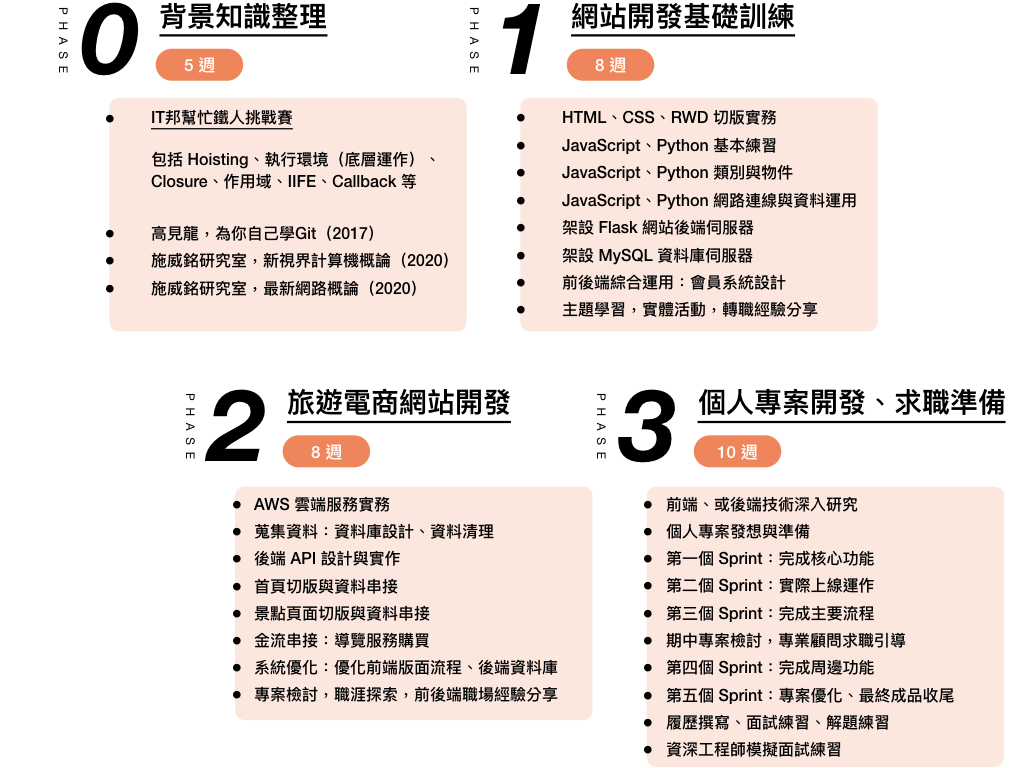 PHASE
0
背景知識整理
5 週
IT邦幫忙鐵人挑戰賽
包括 Hoisting、執行環境（底層運作）、
Closure、作用域、IIFE、Callback 等
高見龍，為你自己學Git（2017）
施威銘研究室，新視界計算機概論（2020）
施威銘研究室，最新網路概論（2020）
PHASE
1
網站開發基礎訓練
8 週
HTML、CSS、RWD 切版實務
JavaScript、Python 基本練習
JavaScript、Python 類別與物件
JavaScript、Python 網路連線與資料運用
架設 Flask 網站後端伺服器
架設 MySQL 資料庫伺服器
前後端綜合運用：會員系統設計
主題學習，實體活動，轉職經驗分享
PHASE
2
旅遊電商網站開發
8 週
AWS 雲端服務實務
蒐集資料：資料庫設計、資料清理
後端 API 設計與實作
首頁切版與資料串接
景點頁面切版與資料串接
金流串接：導覽服務購買
系統優化：優化前端版面流程、後端資料庫
專案檢討，職涯探索，前後端職場經驗分享
PHASE
3
個人專案開發、求職準備
10 週
前端、或後端技術深入研究
個人專案發想與準備
第一個 Sprint：完成核心功能
第二個 Sprint：實際上線運作
第三個 Sprint：完成主要流程
期中專案檢討，專業顧問求職引導
第四個 Sprint：完成周邊功能
第五個 Sprint：專案優化、最終成品收尾
履歷撰寫、面試練習、解題練習
資深工程師模擬面試練習